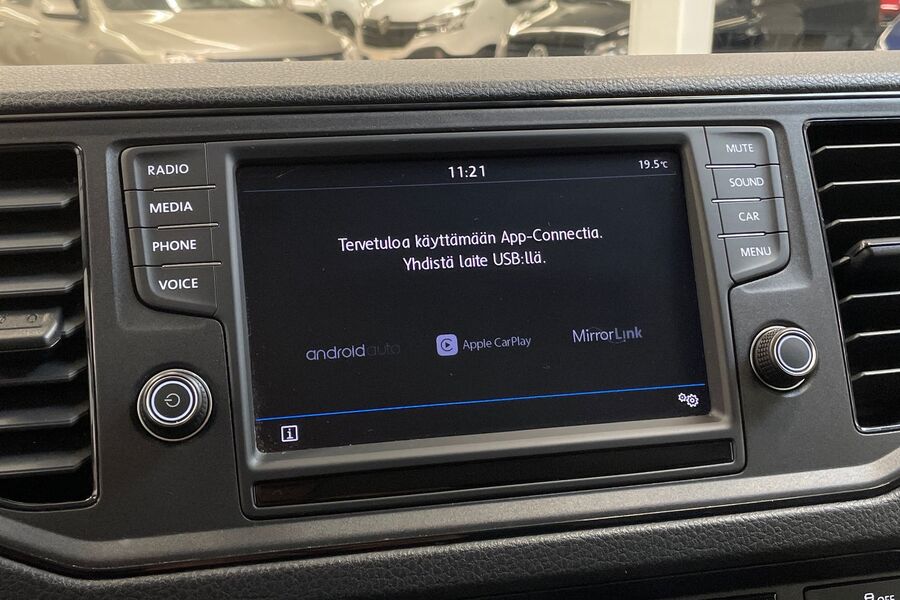 RADIO
MEDIA
PHONE
VOICE
11:21
19.5°C
Tervetuloa käyttämään App-Connectia.
Yhdistä laite USB:llä.
androidauto
Apple CarPlay
MirrorLink
i
MUTE
SOUND
CAR
MENU
OFF